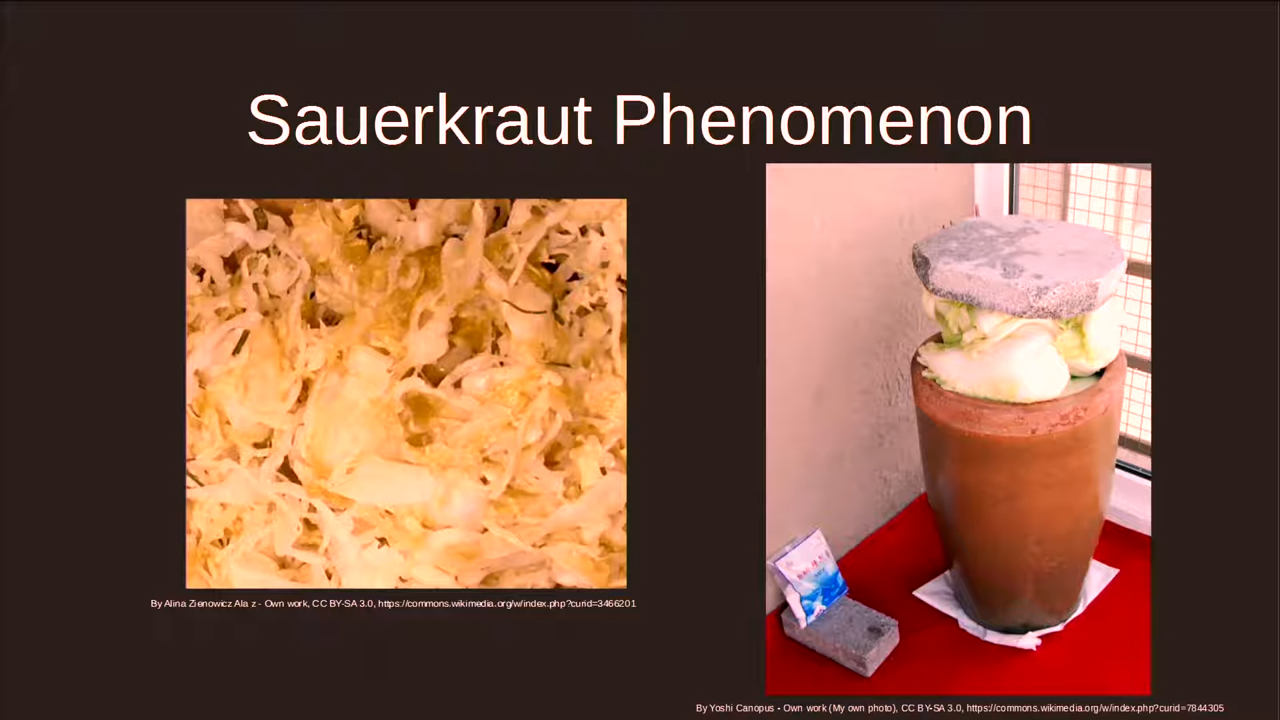 Sauerkraut Phenomenon
By Alina Zienowicz Ala z - Own work, CC BY-SA 3.0, https://commons.wikimedia.org/w/index.php?curid=3466201
By Yoshi Canopus - Own work (My own photo), CC BY-SA 3.0, https://commons.wikimedia.org/w/index.php?curid=7844305